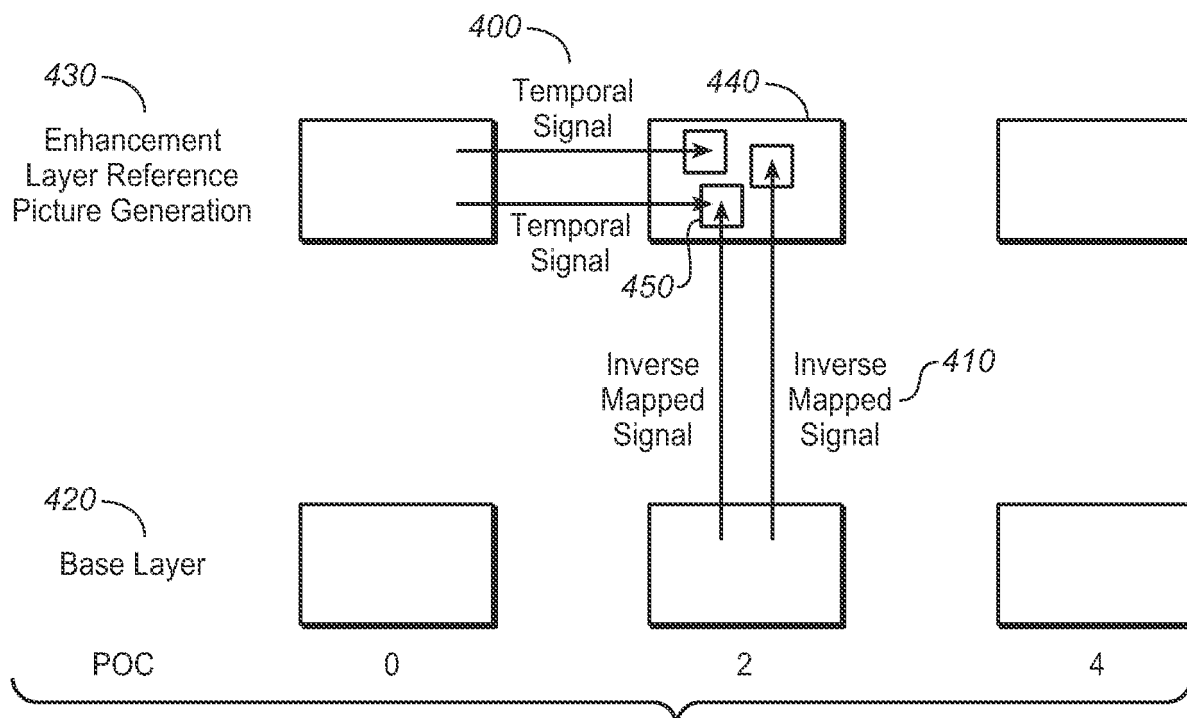 400
430
Temporal
Signal
440
Enhancement
Layer Reference
Picture Generation
Temporal
Signal
450
Inverse
Mapped
Signal
Inverse
Mapped
Signal
410
420
Base Layer
POC 0 2 4